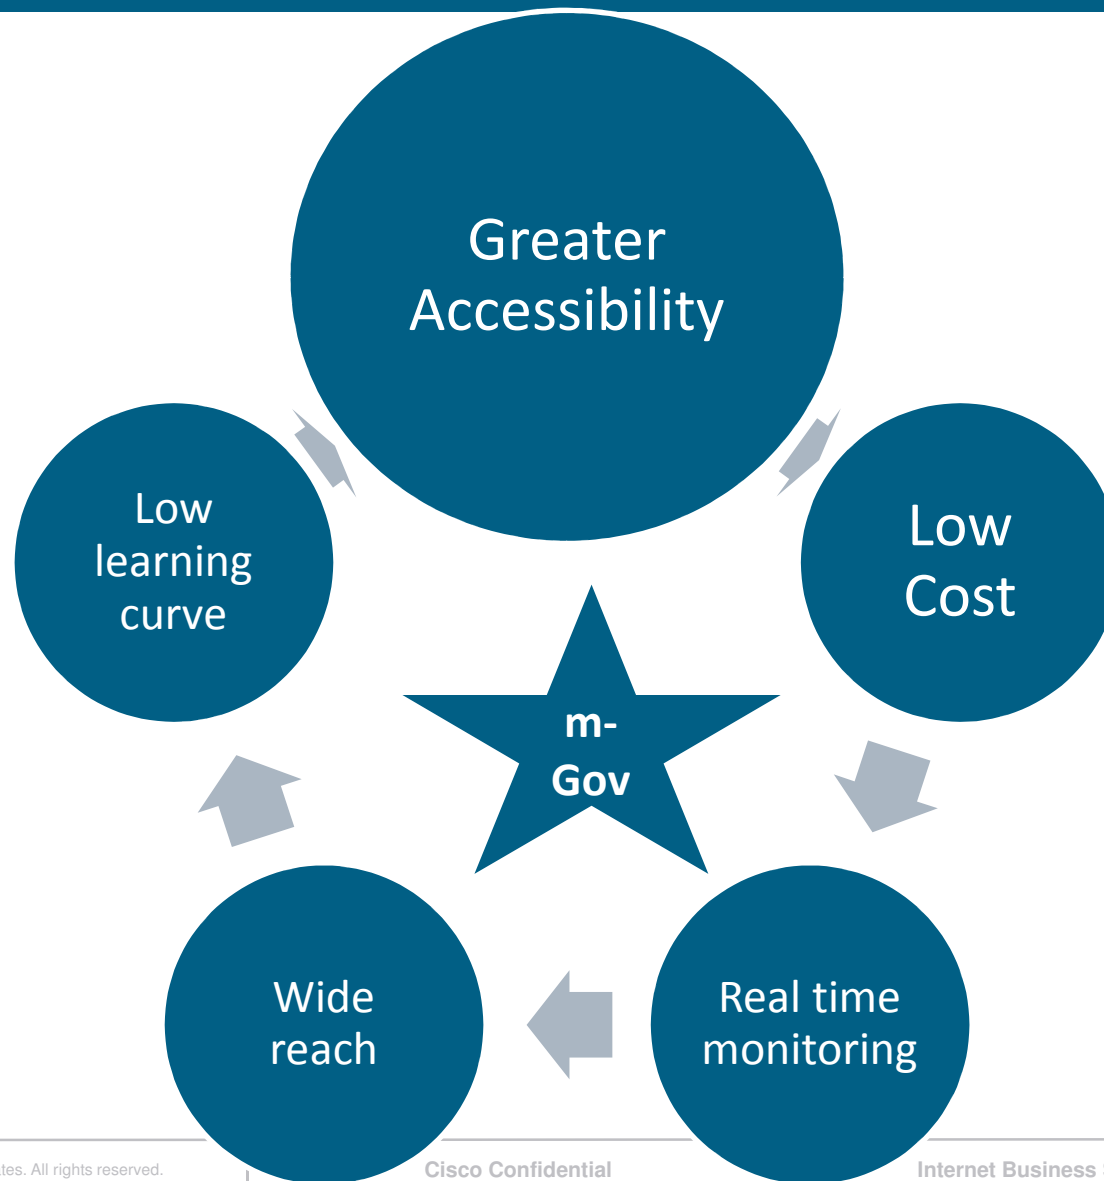 Greater
Accessibility
Low
learning
curve
Low
Cost
m-
Gov
Wide
reach
Real time
monitoring
All rights reserved.
Cisco Confidential
Internet Business